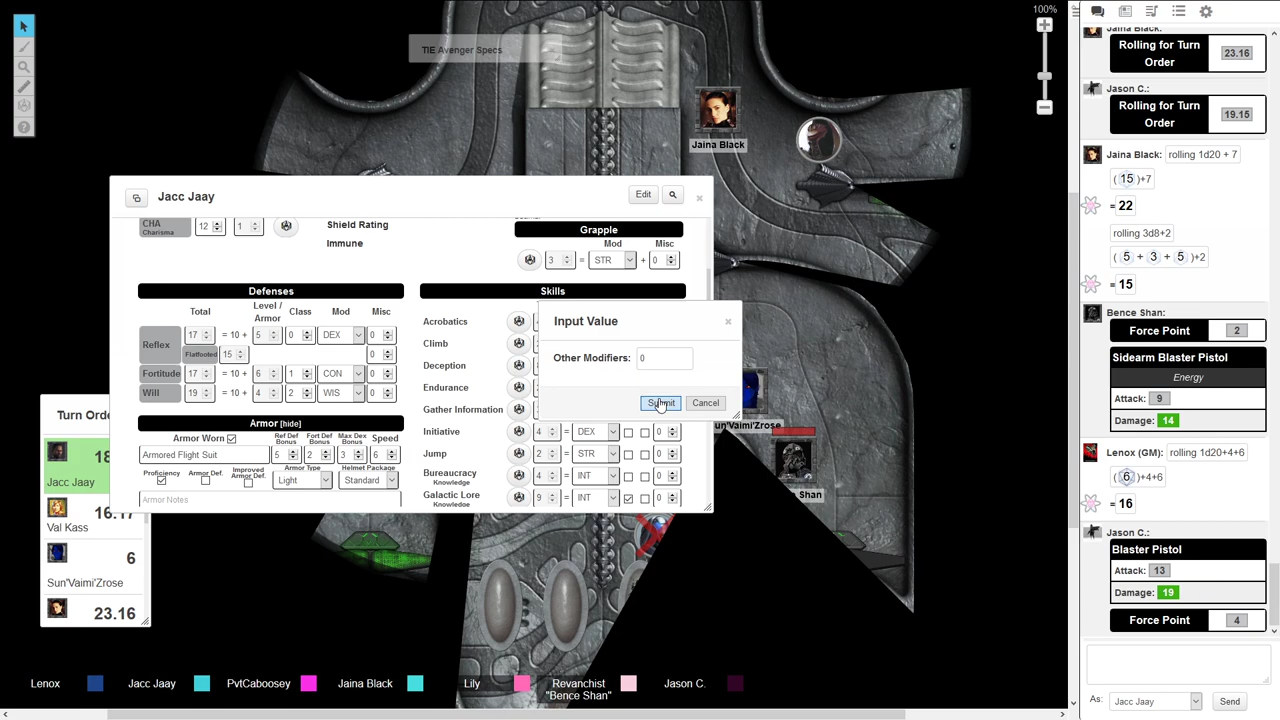 100%
TIE Avenger Specs
Jaina Black
Jacc Jaay
Edit
CHA
Charisma
12
1
Shield Rating
Immune
Grapple
Mod
Misc
3 = STR + 0
Defenses
Total
Level /
Armor
Class
Mod
Misc
Reflex
17 = 10 + 5 0 DEX
Flatfooted 15
0
Fortitude 17 = 10 + 6 1 CON 0
Will 19 = 10 + 4 2 WIS 0
Armor [hide]
Armor Worn
Ref Def
Bonus
Fort Def
Bonus
Max Dex
Bonus
Speed
Armored Flight Suit 5 2 3 6
Proficiency
Armor Def.
Improved
Armor Def.
Armor Type
Light
Helmet Package
Standard
Armor Notes
Skills
Acrobatics
Climb
Deception
Endurance
Gather Information
Initiative 4 = DEX 0
Jump 2 = STR 0
Bureaucracy
Knowledge
4 = INT 0
Galactic Lore
Knowledge
9 = INT 0
Input Value
Other Modifiers: 0
Submit
Cancel
Sun'Vaimi'Zrose
Shan
Turn Orde
18
Jacc Jaay
16.17
Val Kass
6
Sun'Vaimi'Zrose
23.16
Lenox
Jacc Jaay
PvtCaboosey
Jaina Black
Lily
Revanchist
"Bence Shan"
Jason C.
Jaina Black:
Rolling for Turn
Order
23.16
Jason C.:
Rolling for Turn
Order
19.15
Jaina Black: rolling 1d20 + 7
(15)+7
= 22
rolling 3d8+2
(5 + 3 + 5)+2
= 15
Bence Shan:
Force Point 2
Sidearm Blaster Pistol
Energy
Attack: 9
Damage: 14
Lenox (GM): rolling 1d20+4+6
(6)+4+6
= 16
Jason C.:
Blaster Pistol
Attack: 13
Damage: 19
Force Point 4
As: Jacc Jaay
Send